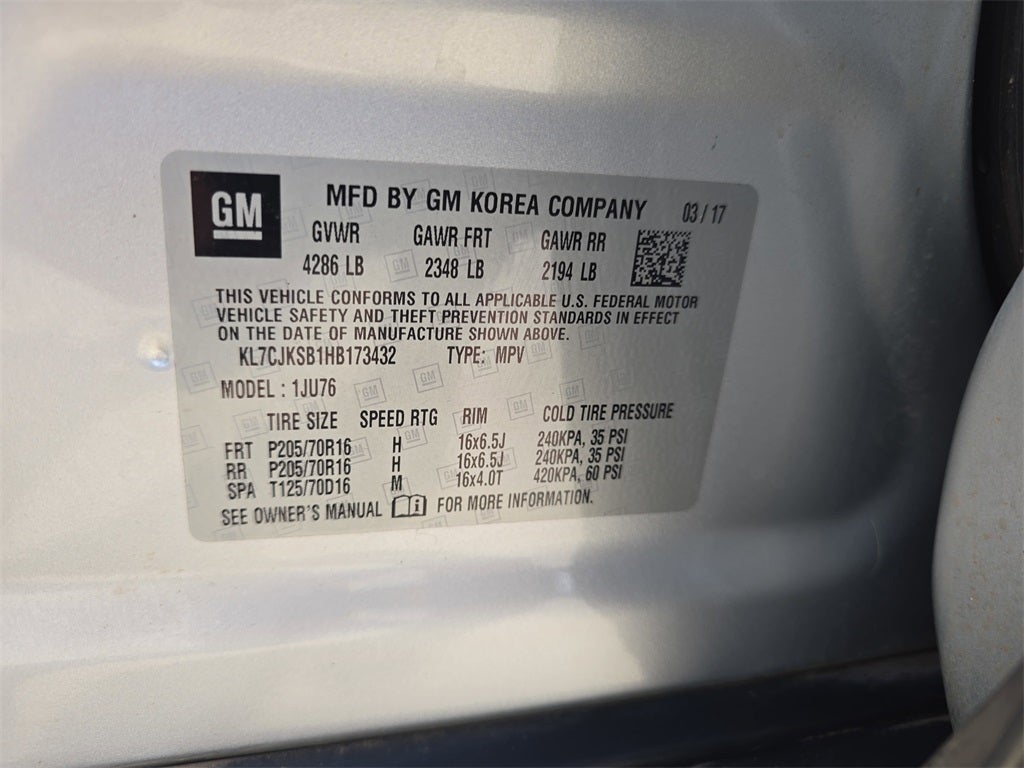 GM
MFD BY GM KOREA COMPANY 03/17
GVWR GAWR FRT GAWR RR
4286 LB 2348 LB 2194 LB
THIS VEHICLE CONFORMS TO ALL APPLICABLE U.S. FEDERAL MOTOR
VEHICLE SAFETY AND THEFT PREVENTION STANDARDS IN EFFECT
ON THE DATE OF MANUFACTURE SHOWN ABOVE.
KL7CJKSB1HB173432 TYPE: MPV
MODEL : 1JU76
TIRE SIZE SPEED RTG RIM COLD TIRE PRESSURE
FRT P205/70R16 H 16x6.5J 240KPA, 35 PSI
RR P205/70R16 H 16x6.5J 240KPA, 35 PSI
SPA T125/70D16 M 16x4.0T 420KPA, 60 PSI
SEE OWNER'S MANUAL i FOR MORE INFORMATION.